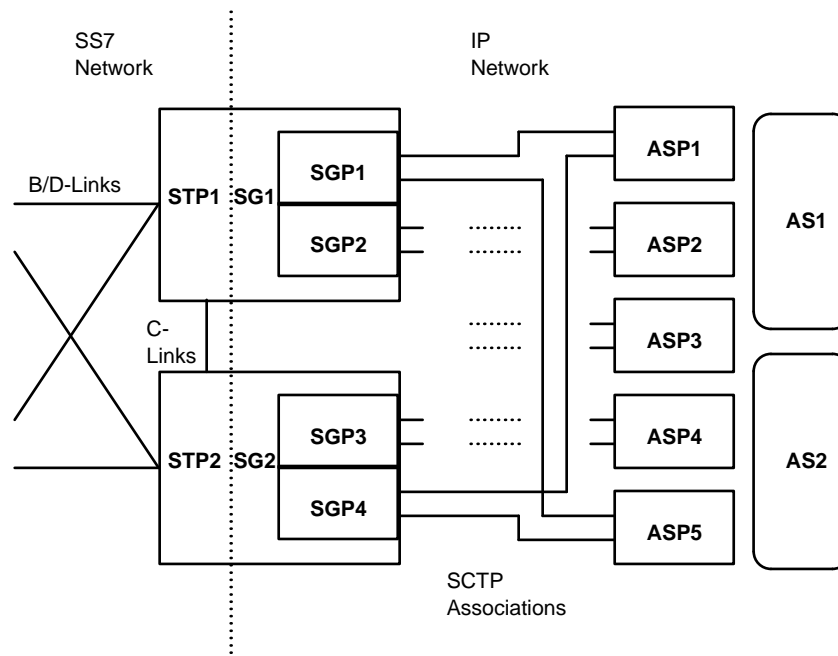 SS7
Network
IP
Network
B/D-Links
STP1
SG1
SGP1
SGP2
ASP1
ASP2
AS1
C-
Links
ASP3
STP2
SG2
SGP3
SGP4
ASP4
ASP5
AS2
SCTP
Associations